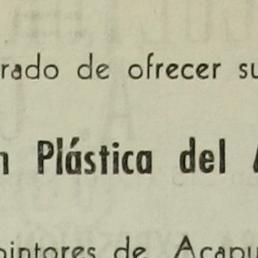 rado de ofrecer su
n Plástica del A
pintores de Acapu